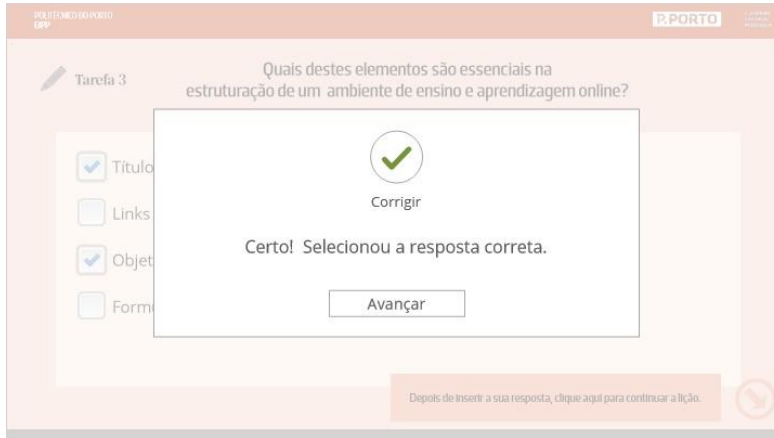 POLITÉCNICO DO PORTO
EIPP
P.PORTO
Tarefa 3
Quais destes elementos são essenciais na
estruturação de um ambiente de ensino e aprendizagem online?
Título
Links
Objet
Form
Corrigir
Certo! Selecionou a resposta correta.
Avançar
Depois de inserir a sua resposta, clique aqui para continuar a lição.